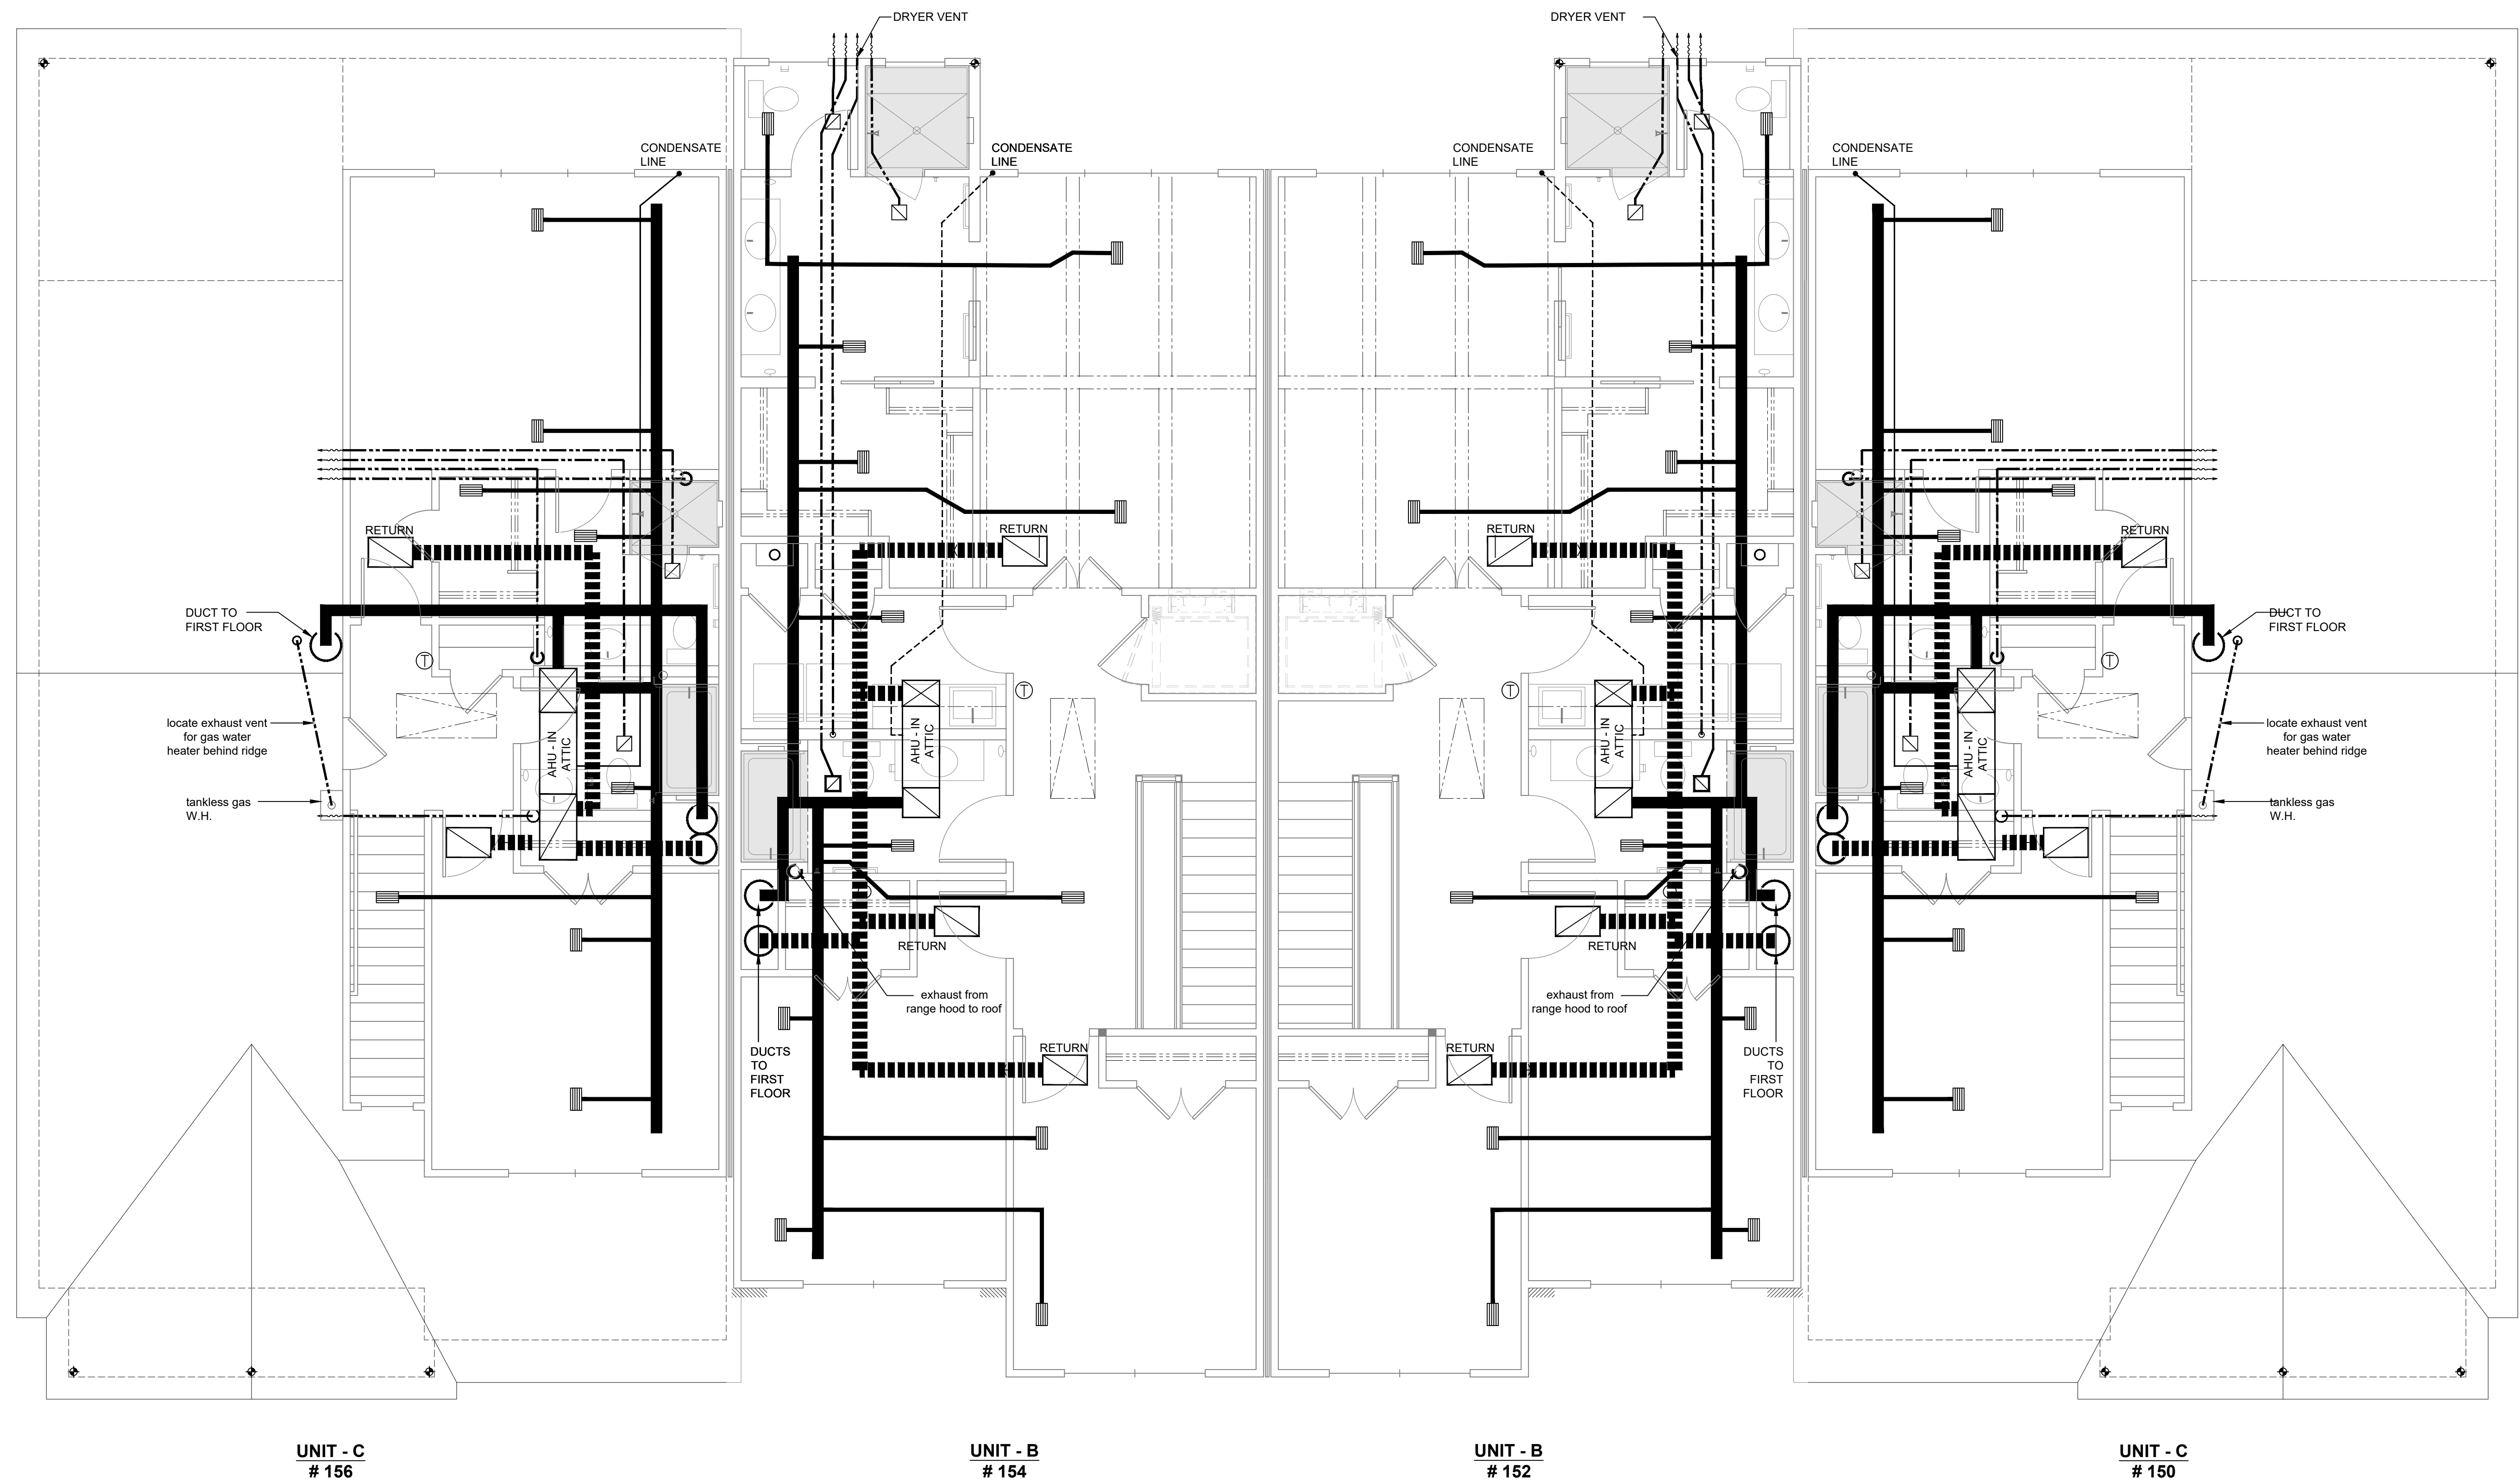 DRYER VENT
DRYER VENT
CONDENSATE
LINE
CONDENSATE
LINE
CONDENSATE
LINE
CONDENSATE
LINE
RETURN
RETURN
RETURN
RETURN
DUCT TO
FIRST FLOOR
DUCT TO
FIRST FLOOR
T
T
T
T
locate exhaust vent
for gas water
heater behind ridge
AHU - IN
ATTIC
AHU - IN
ATTIC
AHU - IN
ATTIC
AHU - IN
ATTIC
locate exhaust vent
for gas water
heater behind ridge
tankless gas
W.H.
tankless gas
W.H.
RETURN
RETURN
exhaust from
range hood to roof
exhaust from
range hood to roof
DUCTS
TO
FIRST
FLOOR
RETURN
RETURN
DUCTS
TO
FIRST
FLOOR
UNIT - C
# 156
UNIT - B
# 154
UNIT - B
# 152
UNIT - C
# 150